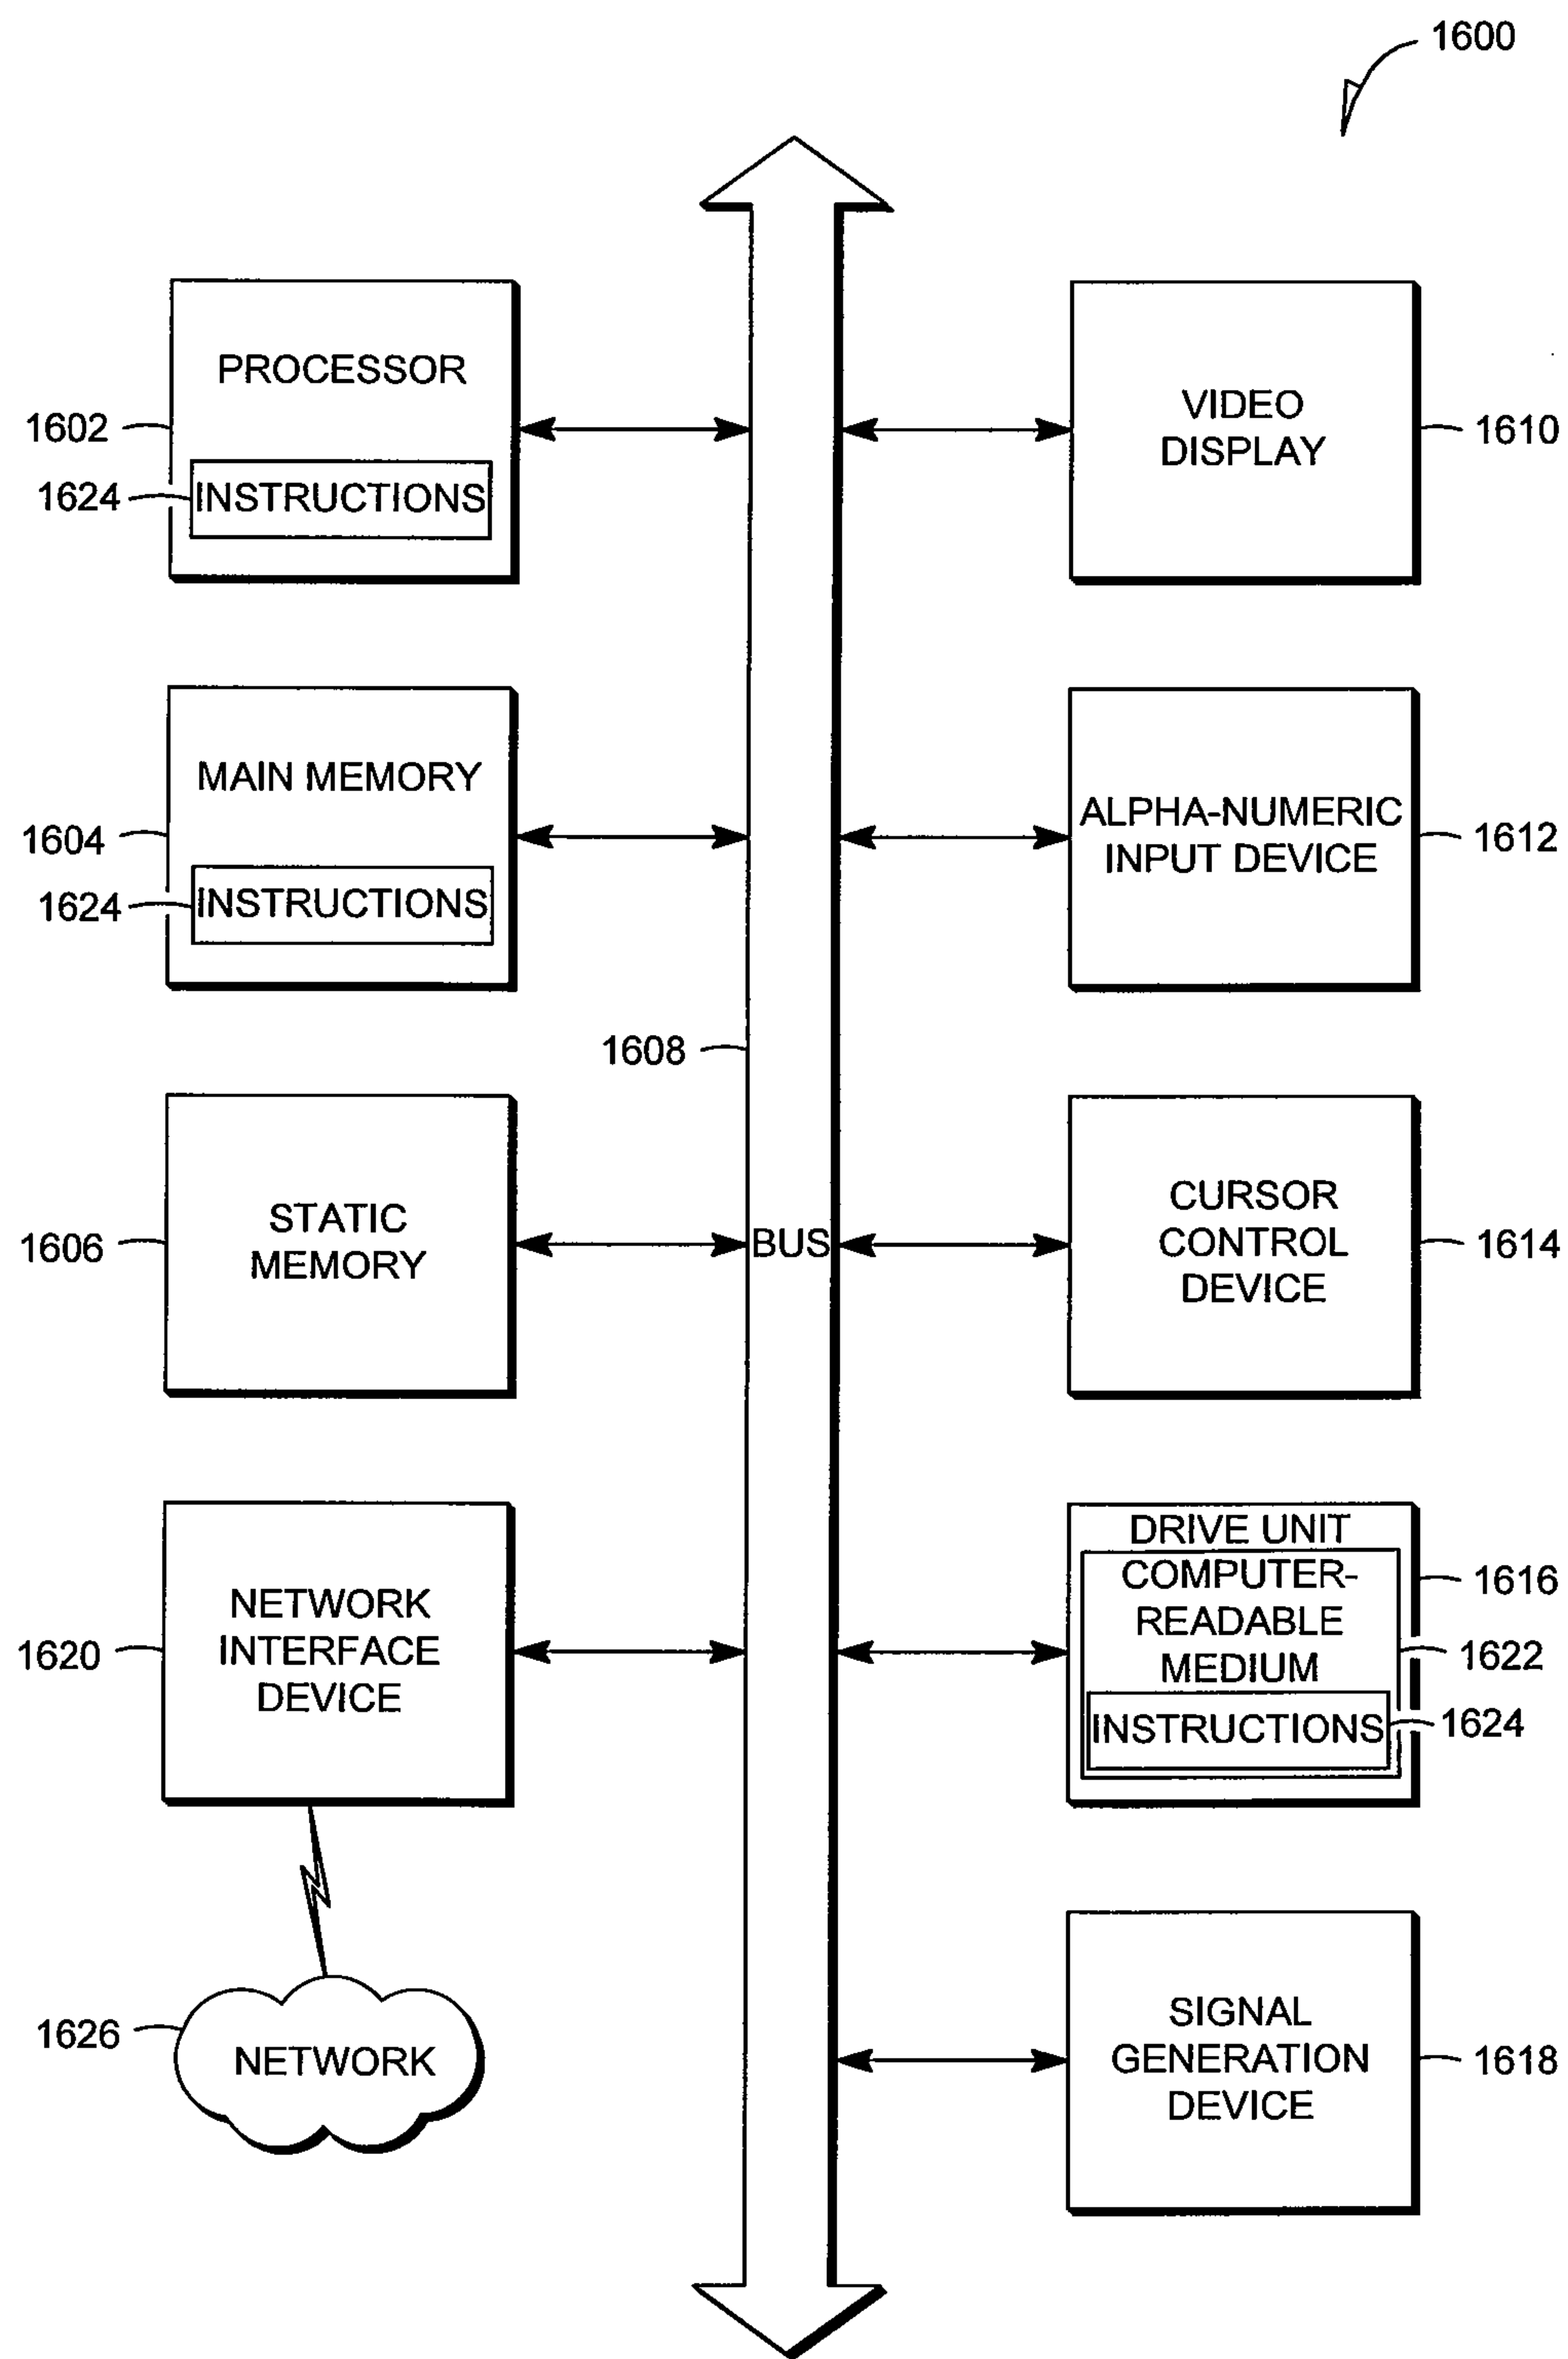 1600
PROCESSOR
1602
1624
INSTRUCTIONS
VIDEO
DISPLAY
1610
MAIN MEMORY
1604
1624
INSTRUCTIONS
ALPHA-NUMERIC
INPUT DEVICE
1612
1608
STATIC
MEMORY
1606
BUS
CURSOR
CONTROL
DEVICE
1614
NETWORK
INTERFACE
DEVICE
1620
DRIVE UNIT
COMPUTER-
READABLE
MEDIUM
INSTRUCTIONS
1616
1622
1624
1626
NETWORK
SIGNAL
GENERATION
DEVICE
1618